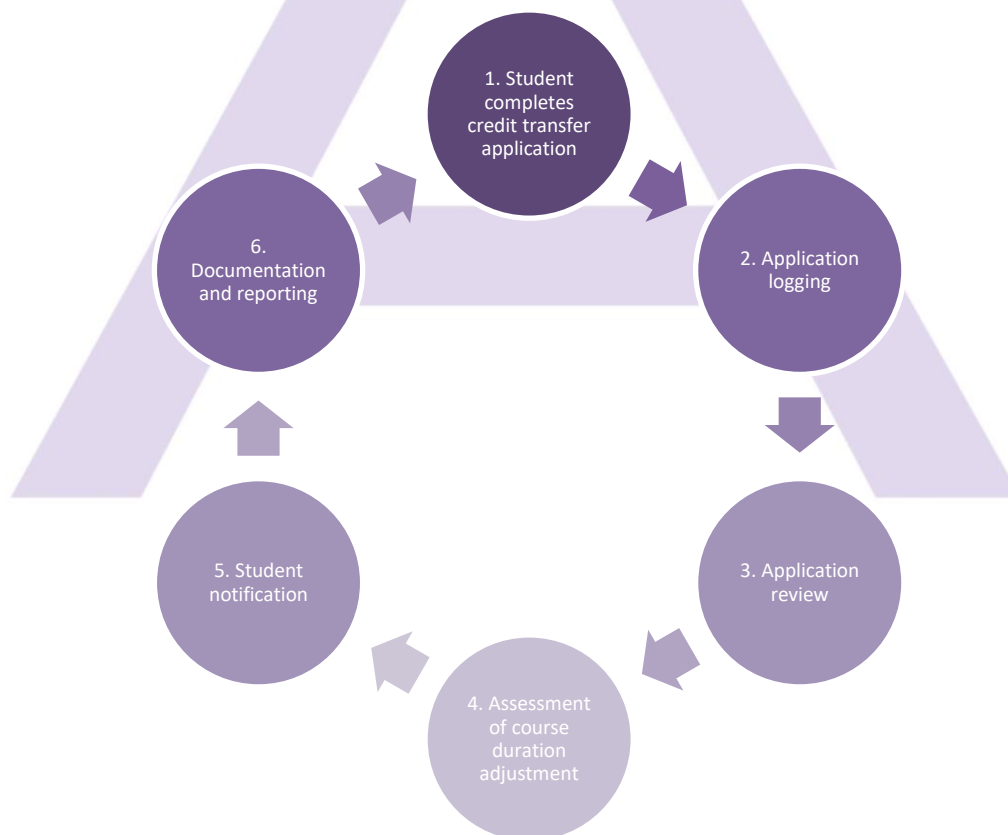 1. Student
completes
credit transfer
application
2. Application
logging
3. Application
review
4. Assessment
of course
duration
adjustment
5. Student
notification
6.
Documentation
and reporting